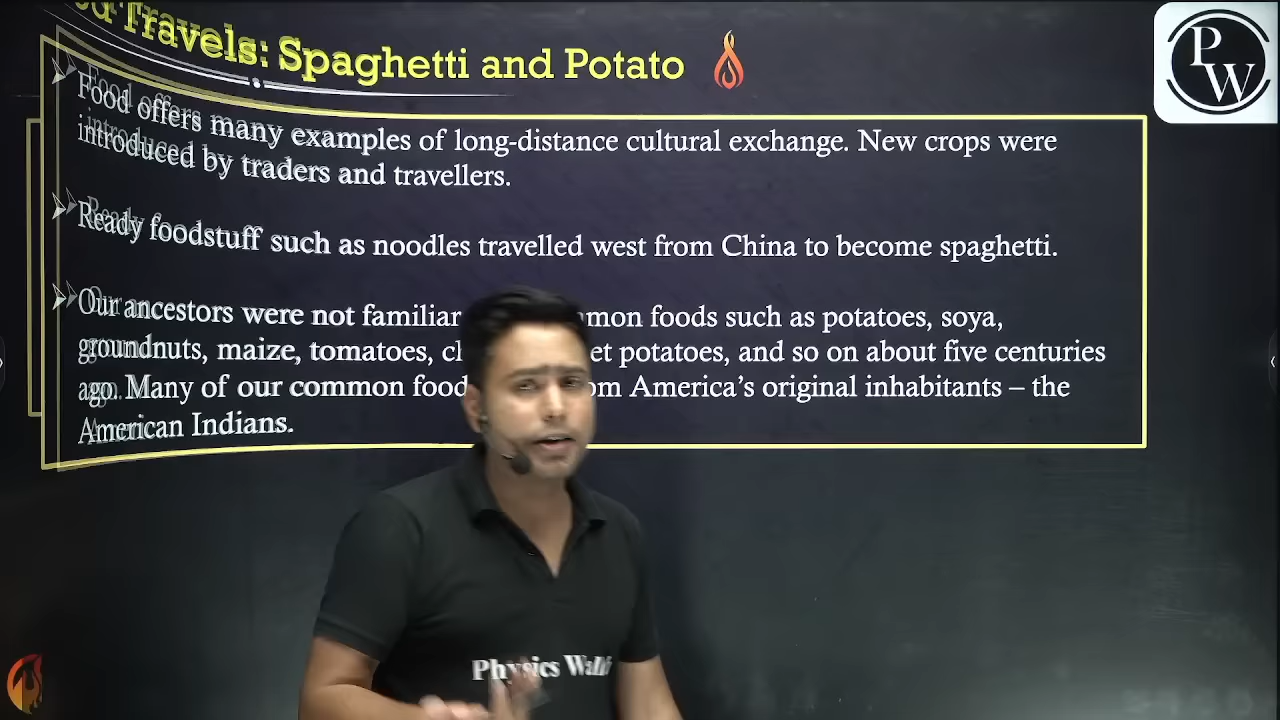 Travels: Spaghetti and Potato
PW
Food offers many examples of long-distance cultural exchange. New crops were
introduced by traders and travellers.
Ready foodstuff such as noodles travelled west from China to become spaghetti.
Our ancestors were not familiar mon foods such as potatoes, soya,
groundnuts, maize, tomatoes, ch et potatoes, and so on about five centuries
ago. Many of our common food om America's original inhabitants – the
American Indians.
Physics Wallah